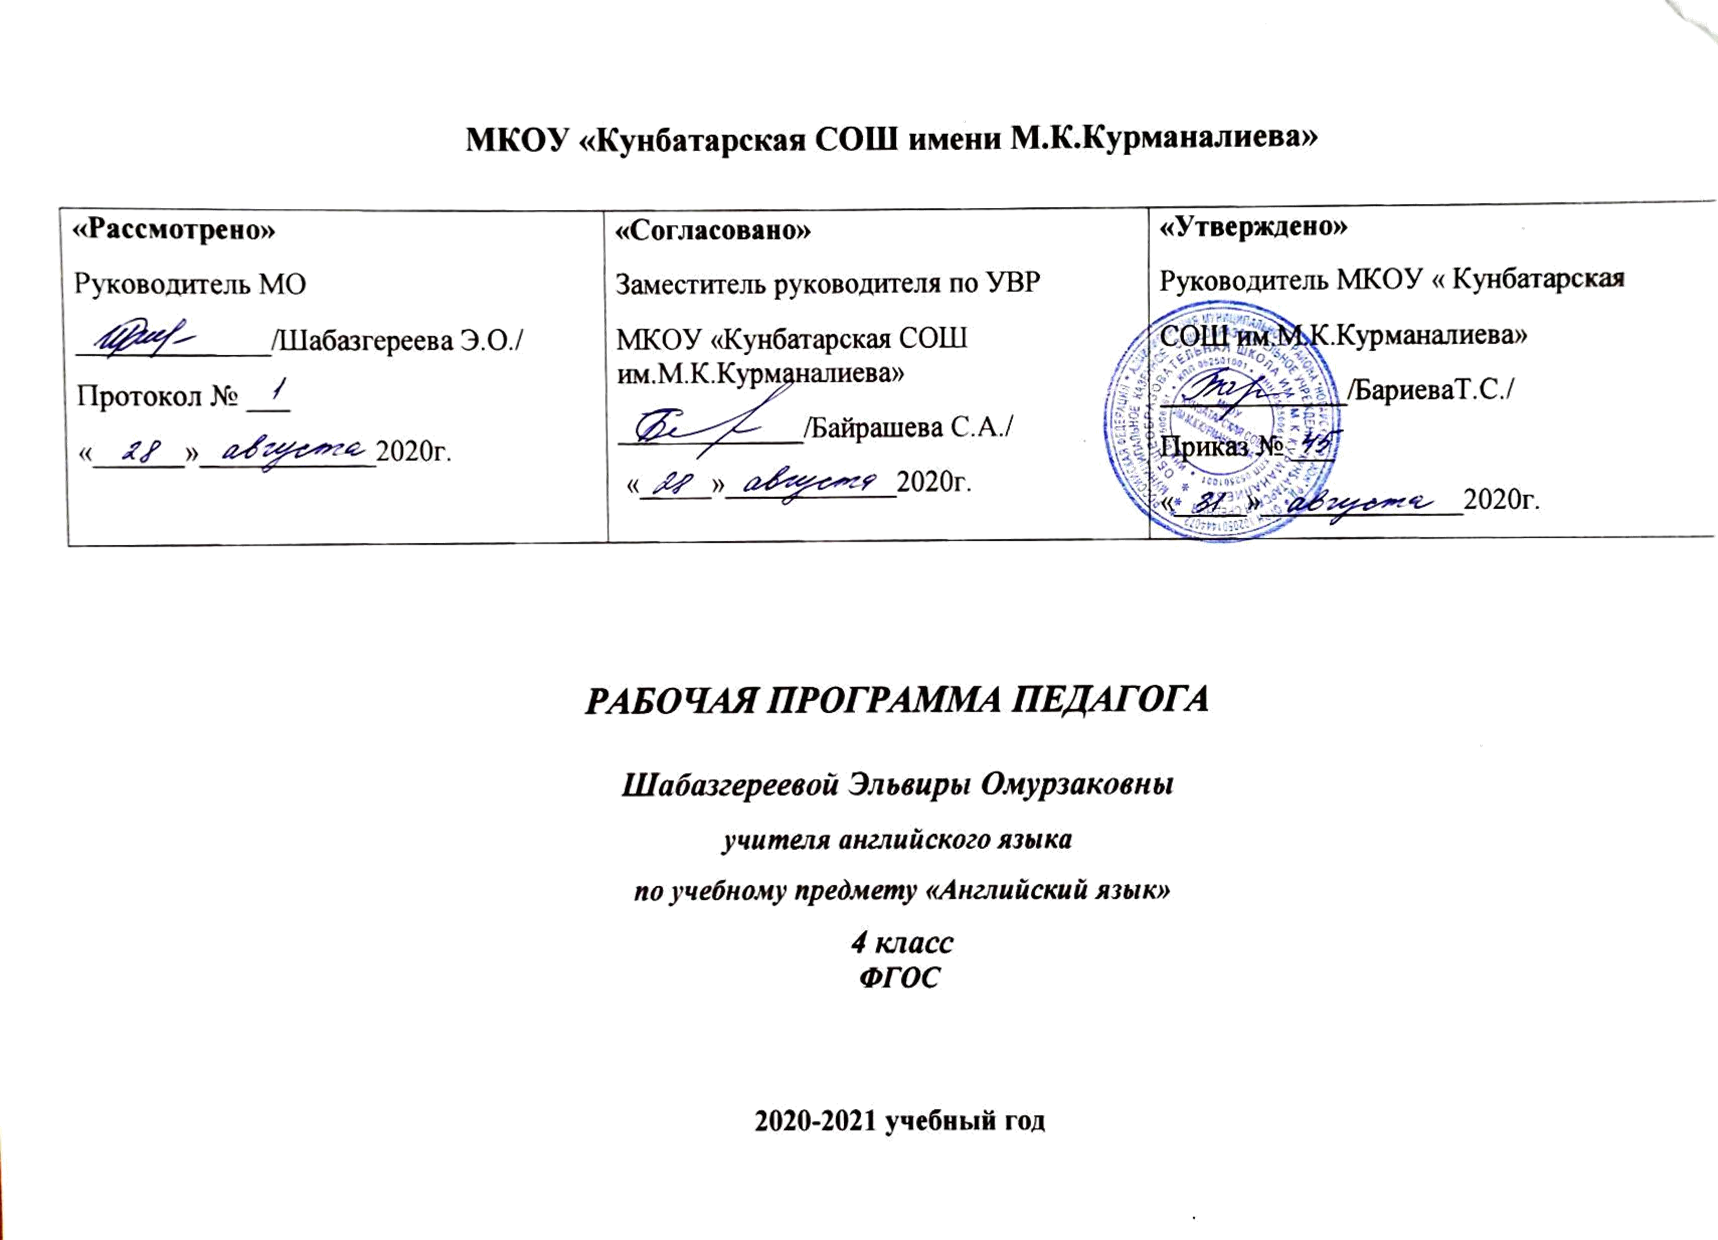 МКОУ «Кунбатарская СОШ имени М.К.Курманалиева»
«Рассмотрено»
Руководитель МО
/Шабазгереева Э.О./
Протокол № 1
«28» августа 2020г.
«Согласовано»
Заместитель руководителя по УВР
МКОУ «Кунбатарская СОШ
им.М.К.Курманалиева»
/Байрашева С.А./
«28» августа 2020г.
«Утверждено»
Руководитель МКОУ « Кунбатарская
СОШ им.М.К.Курманалиева»
/БариеваТ.С./
Приказ № 45
«31» августа 2020г.
РАБОЧАЯ ПРОГРАММА ПЕДАГОГА
Шабазгереевой Эльвиры Омурзаковны
учителя английского языка
по учебному предмету «Английский язык»
4 класс
ФГОС
2020-2021 учебный год